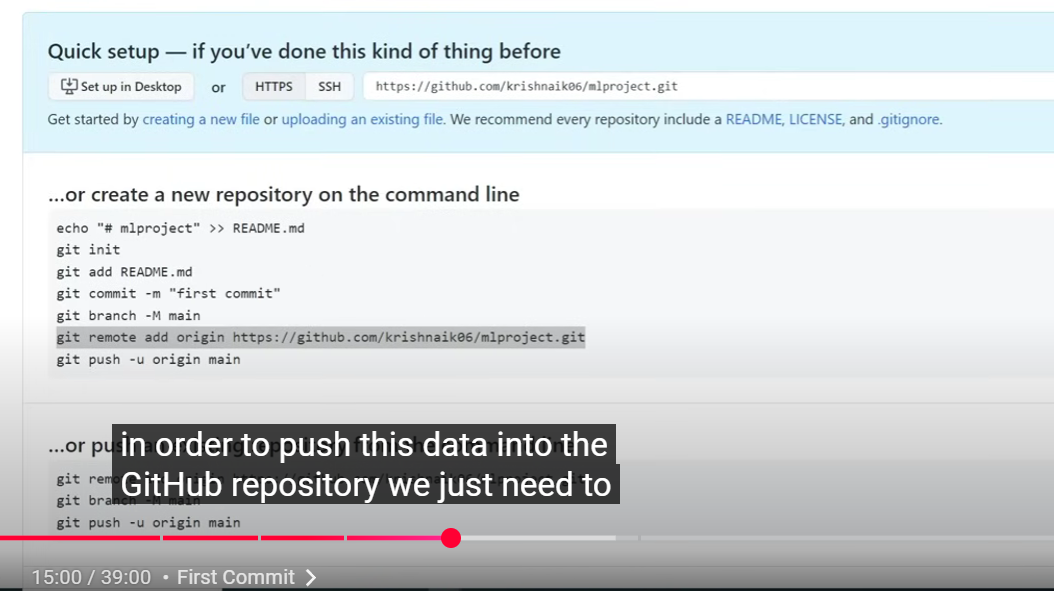 Quick setup — if you've done this kind of thing before
Set up in Desktop or HTTPS SSH https://github.com/krishnaik06/mlproject.git
Get started by creating a new file or uploading an existing file. We recommend every repository include a README, LICENSE, and .gitignore.
...or create a new repository on the command line
echo "# mlproject" >> README.md
git init
git add README.md
git commit -m "first commit"
git branch -M main
git remote add origin https://github.com/krishnaik06/mlproject.git
git push -u origin main
...or
in order to push this data into the
GitHub repository we just need to
git
git branch -M main
git push -u origin main
15:00 / 39:00 • First Commit >